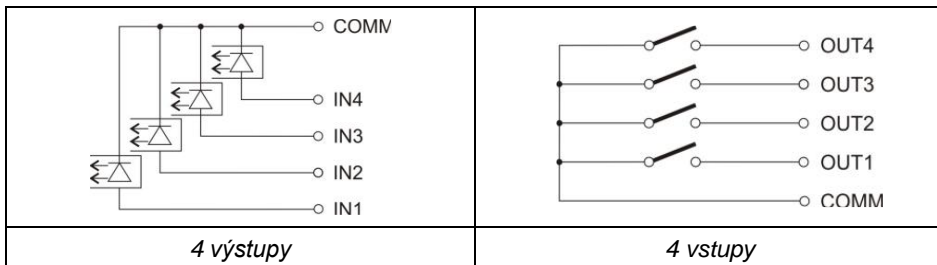 COMM
IN4
IN3
IN2
IN1
4 výstupy
OUT4
OUT3
OUT2
OUT1
COMM
4 vstupy